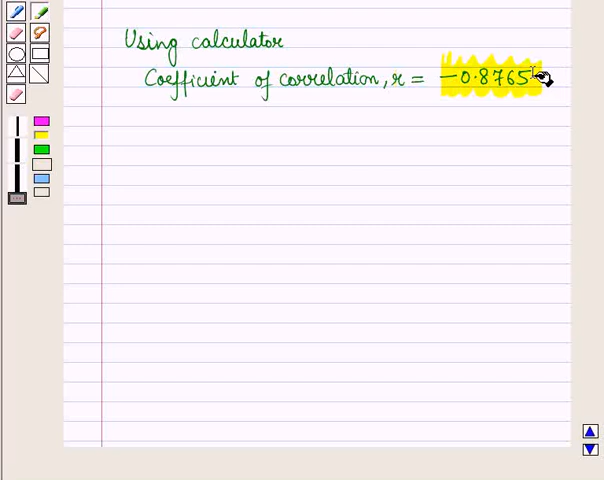 Using calculator
Coefficient of correlation, r = -0.8765